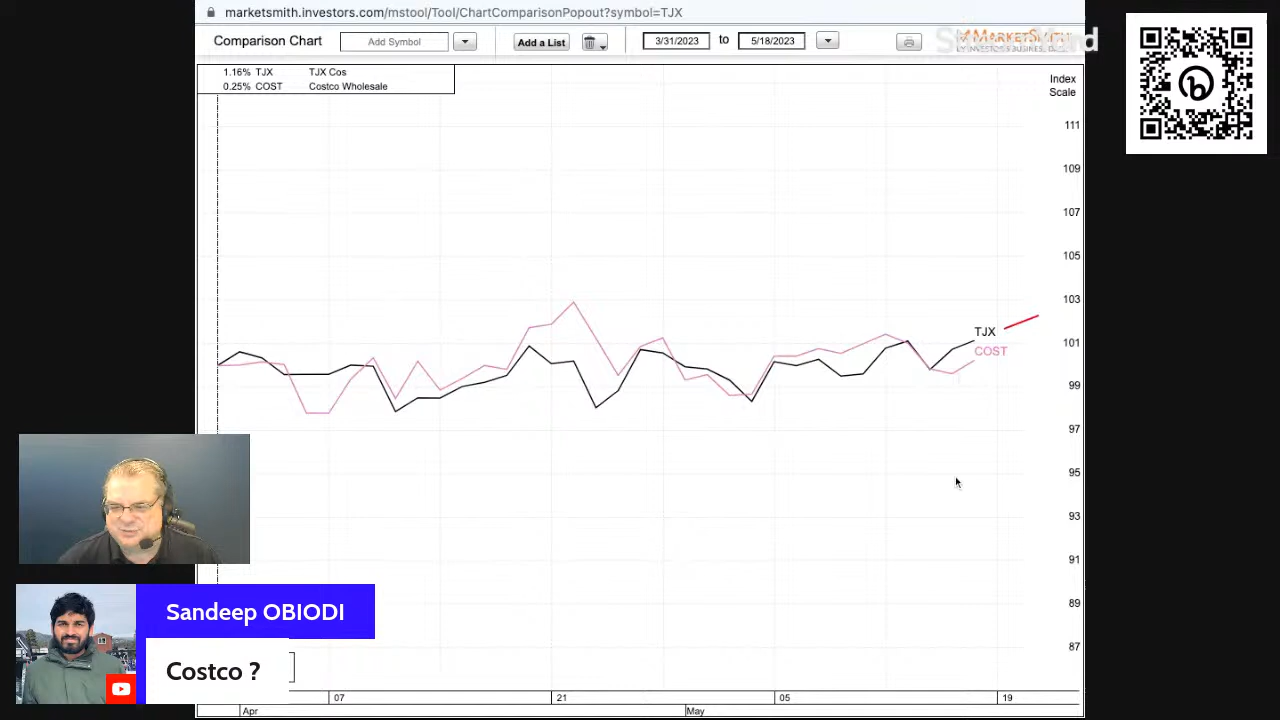 marketsmith.investors.com/mstool/Tool/ChartComparisonPopout?symbol=TJX
Comparison Chart
Add Symbol
Add a List
3/31/2023 to 5/18/2023
MARKETSMITH
1.16% TJX TJX Cos
0.25% COST Costco Wholesale
Index
Scale
111
109
107
105
103
TJX
101
COST
99
97
95
93
91
89
87
Sandeep OBIODI
Costco ?
07 21 05 19
Apr May